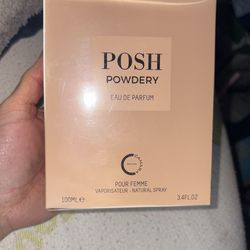 POSH
POWDERY
EAU DE PARFUM
POUR FEMME
VAPORISATEUR - NATURAL SPRAY
100ML℮
3.4FL.OZ